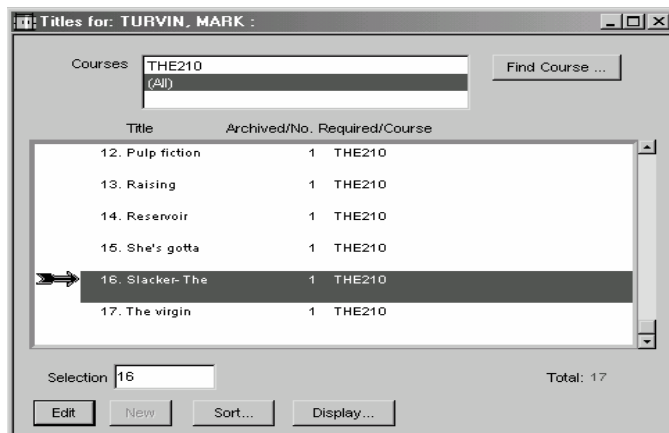 Titles for: TURVIN, MARK :
Courses
THE210
(All)
Find Course ...
Title Archived/No. Required/Course
12. Pulp fiction 1 THE210
13. Raising 1 THE210
14. Reservoir 1 THE210
15. She's gotta 1 THE210
16. Slacker-The 1 THE210
17. The virgin 1 THE210
Selection 16 Total: 17
Edit New Sort... Display...